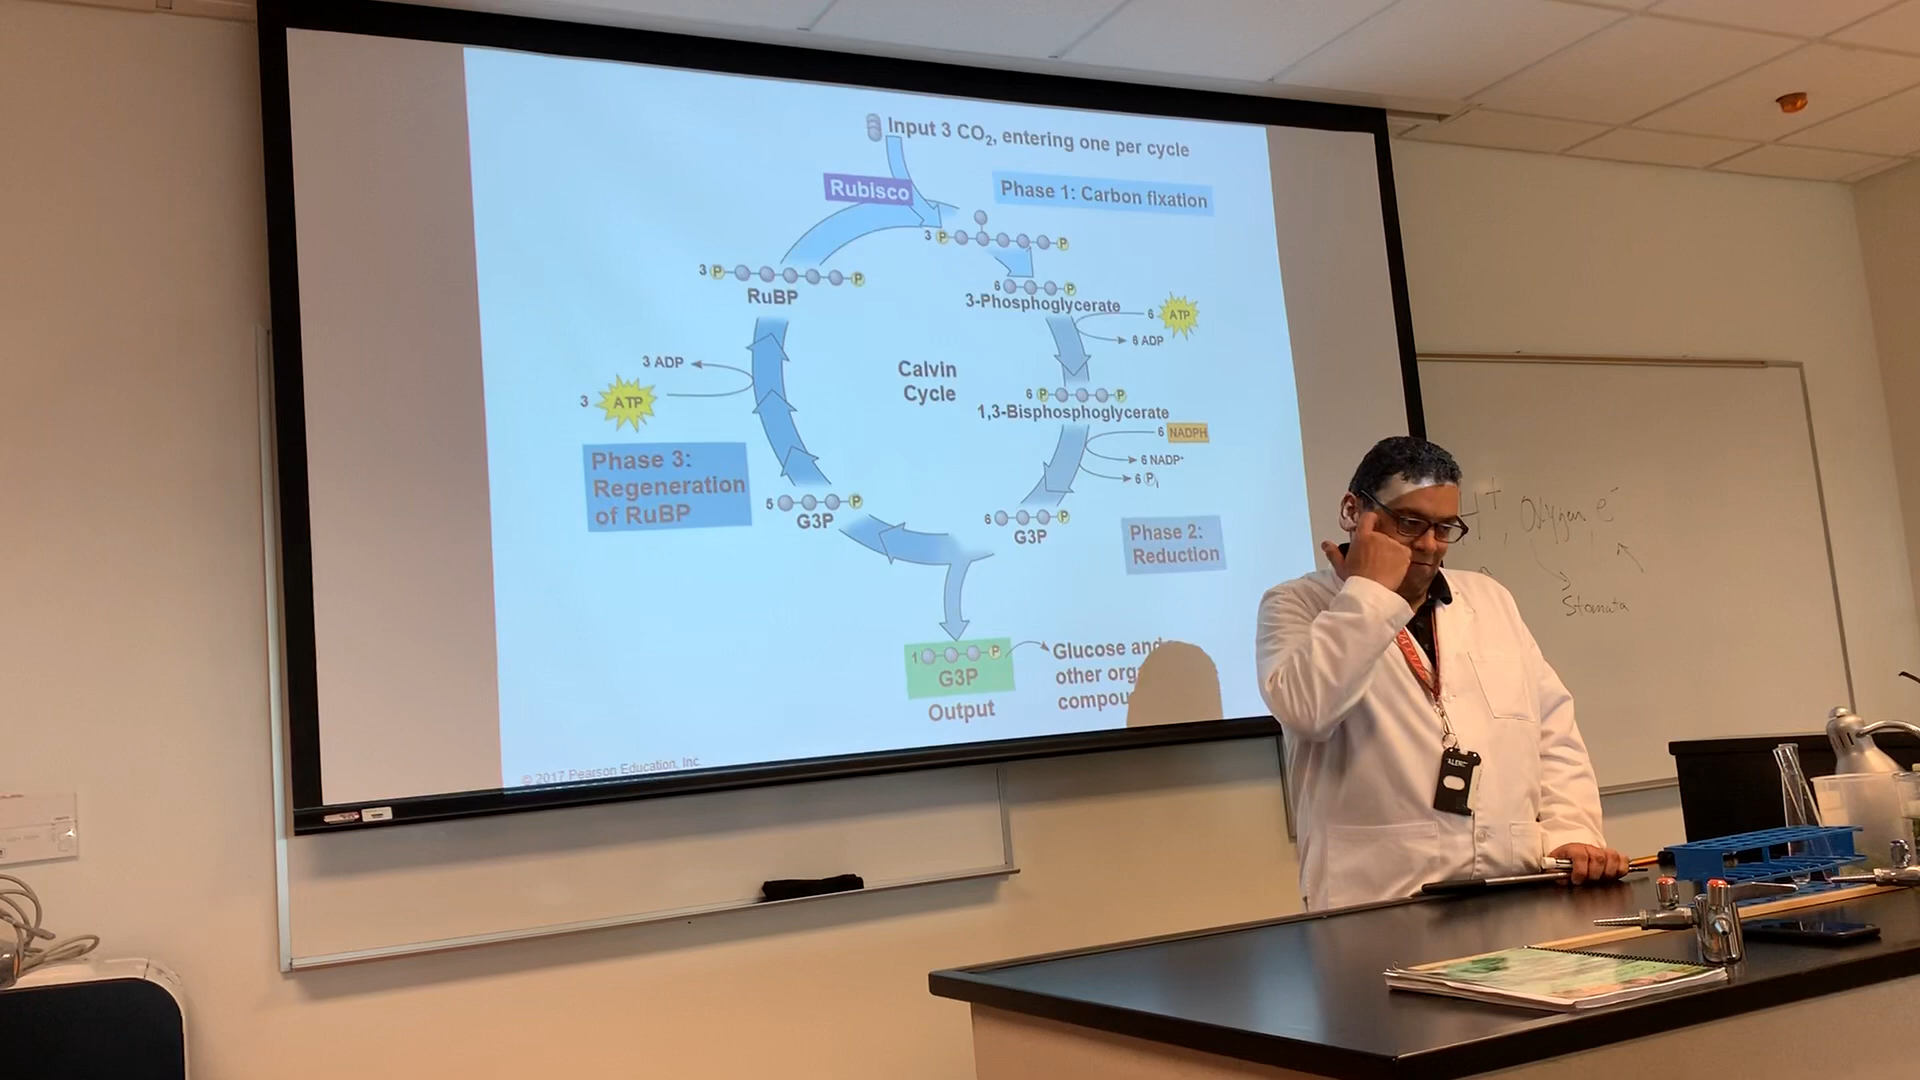 Input 3 CO₂, entering one per cycle
Rubisco
Phase 1: Carbon fixation
3 P P
3 P P
RuBP
6 P
3-Phosphoglycerate
6 ATP
6 ADP
3 ADP
3 ATP
Calvin
Cycle
6 P P
1,3-Bisphosphoglycerate
6 NADPH
6 NADP⁺
6 Pᵢ
Phase 3:
Regeneration
of RuBP
5 P
G3P
6 P
G3P
Phase 2:
Reduction
1 P
G3P
Output
Glucose and
other
© 2017 Pearson Education, Inc.
H⁺, Oxygen e⁻
Stomata